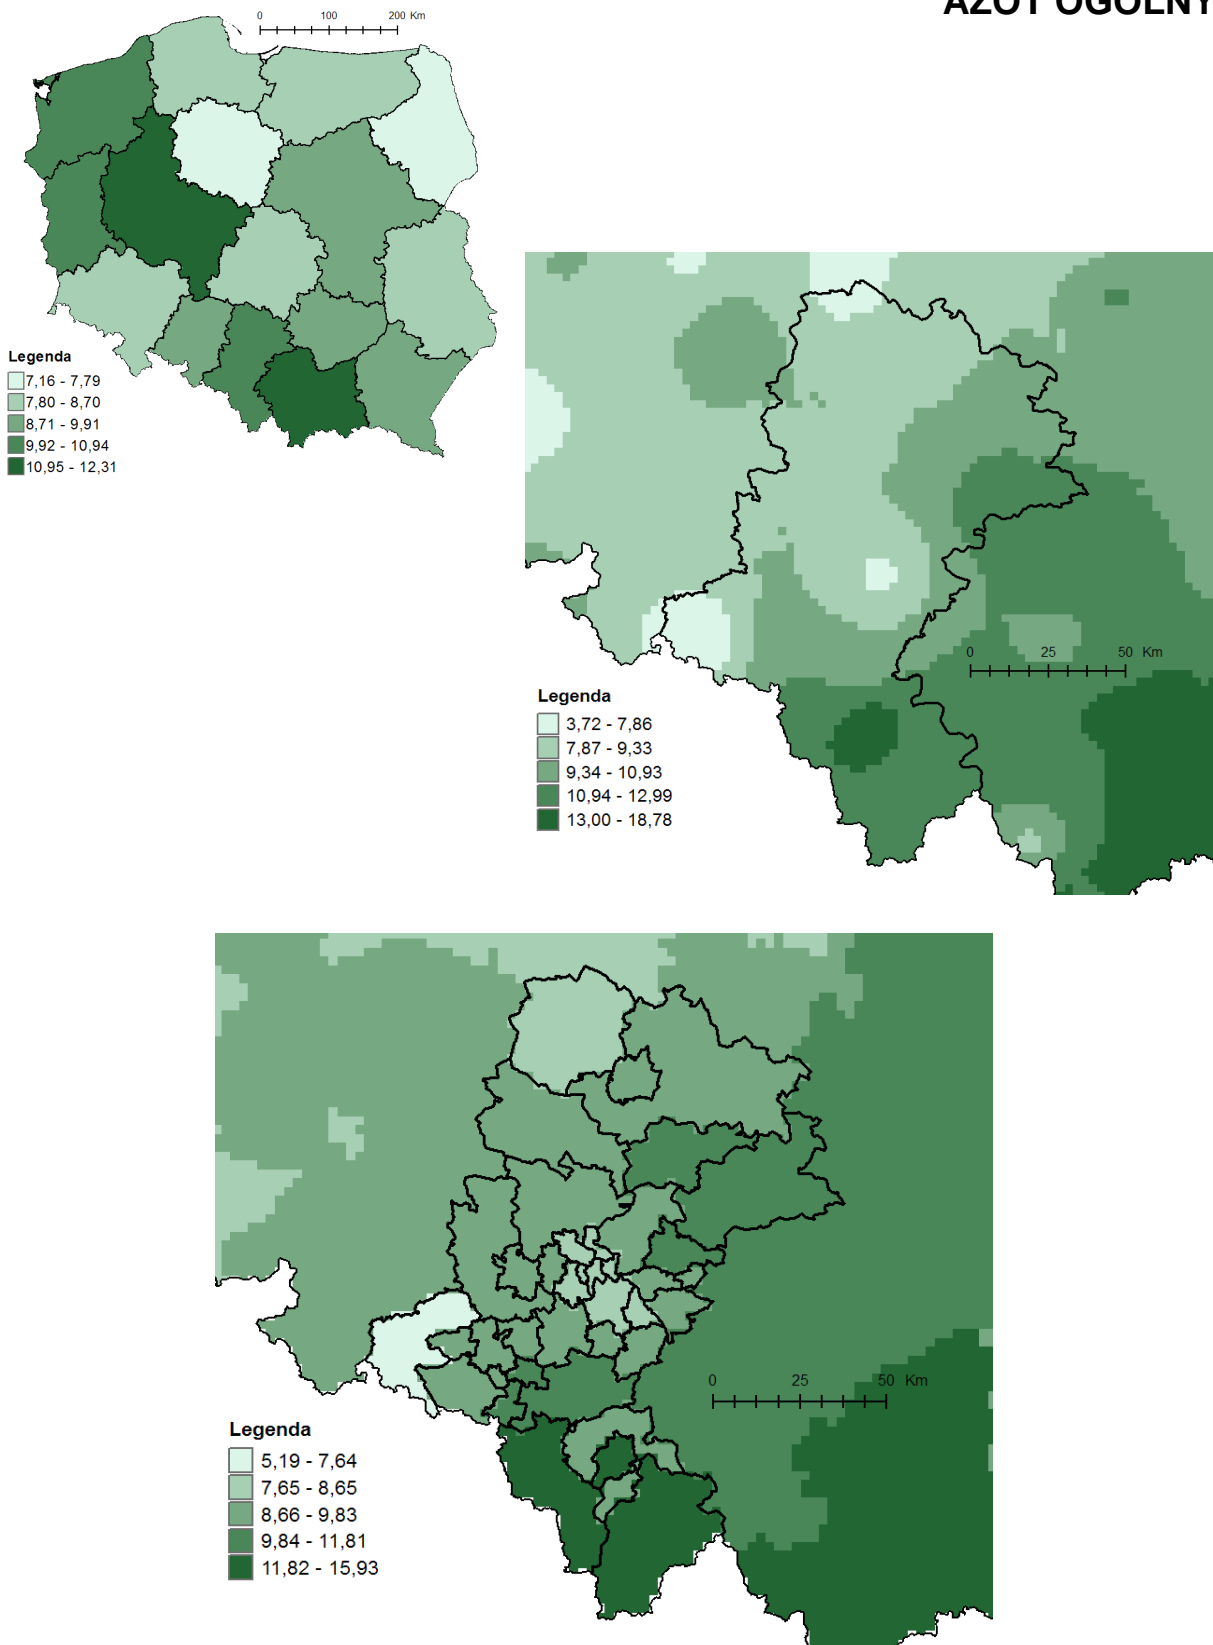 AZOT OGÓLNY
0 100 200 Km
Legenda
7,16 - 7,79
7,80 - 8,70
8,71 - 9,91
9,92 - 10,94
10,95 - 12,31
0 25 50 Km
Legenda
3,72 - 7,86
7,87 - 9,33
9,34 - 10,93
10,94 - 12,99
13,00 - 18,78
0 25 50 Km
Legenda
5,19 - 7,64
7,65 - 8,65
8,66 - 9,83
9,84 - 11,81
11,82 - 15,93